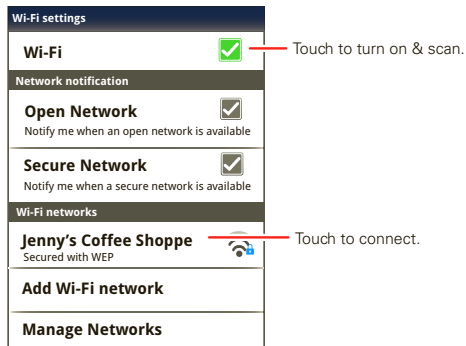 Wi-Fi settings
Wi-Fi
Touch to turn on & scan.
Network notification
Open Network
Notify me when an open network is available
Secure Network
Notify me when a secure network is available
Wi-Fi networks
Jenny's Coffee Shoppe
Touch to connect.
Secured with WEP
Add Wi-Fi network
Manage Networks